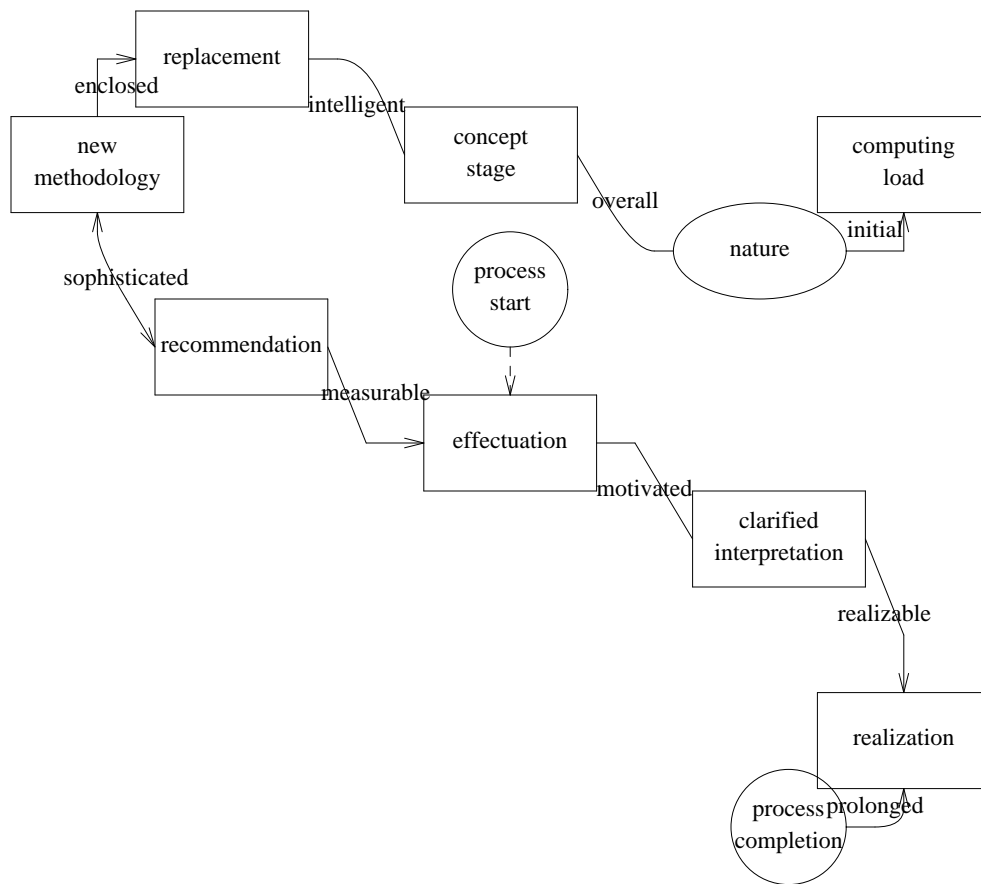 replacement
enclosed
intelligent
new
methodology
concept
stage
computing
load
overall
initial
nature
sophisticated
process
start
recommendation
measurable
effectuation
motivated
clarified
interpretation
realizable
realization
prolonged
process
completion